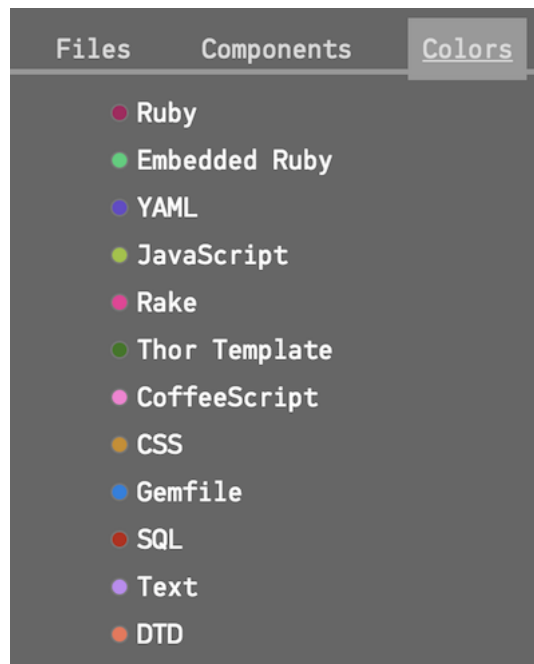 Files Components Colors
Ruby
Embedded Ruby
YAML
JavaScript
Rake
Thor Template
CoffeeScript
CSS
Gemfile
SQL
Text
DTD